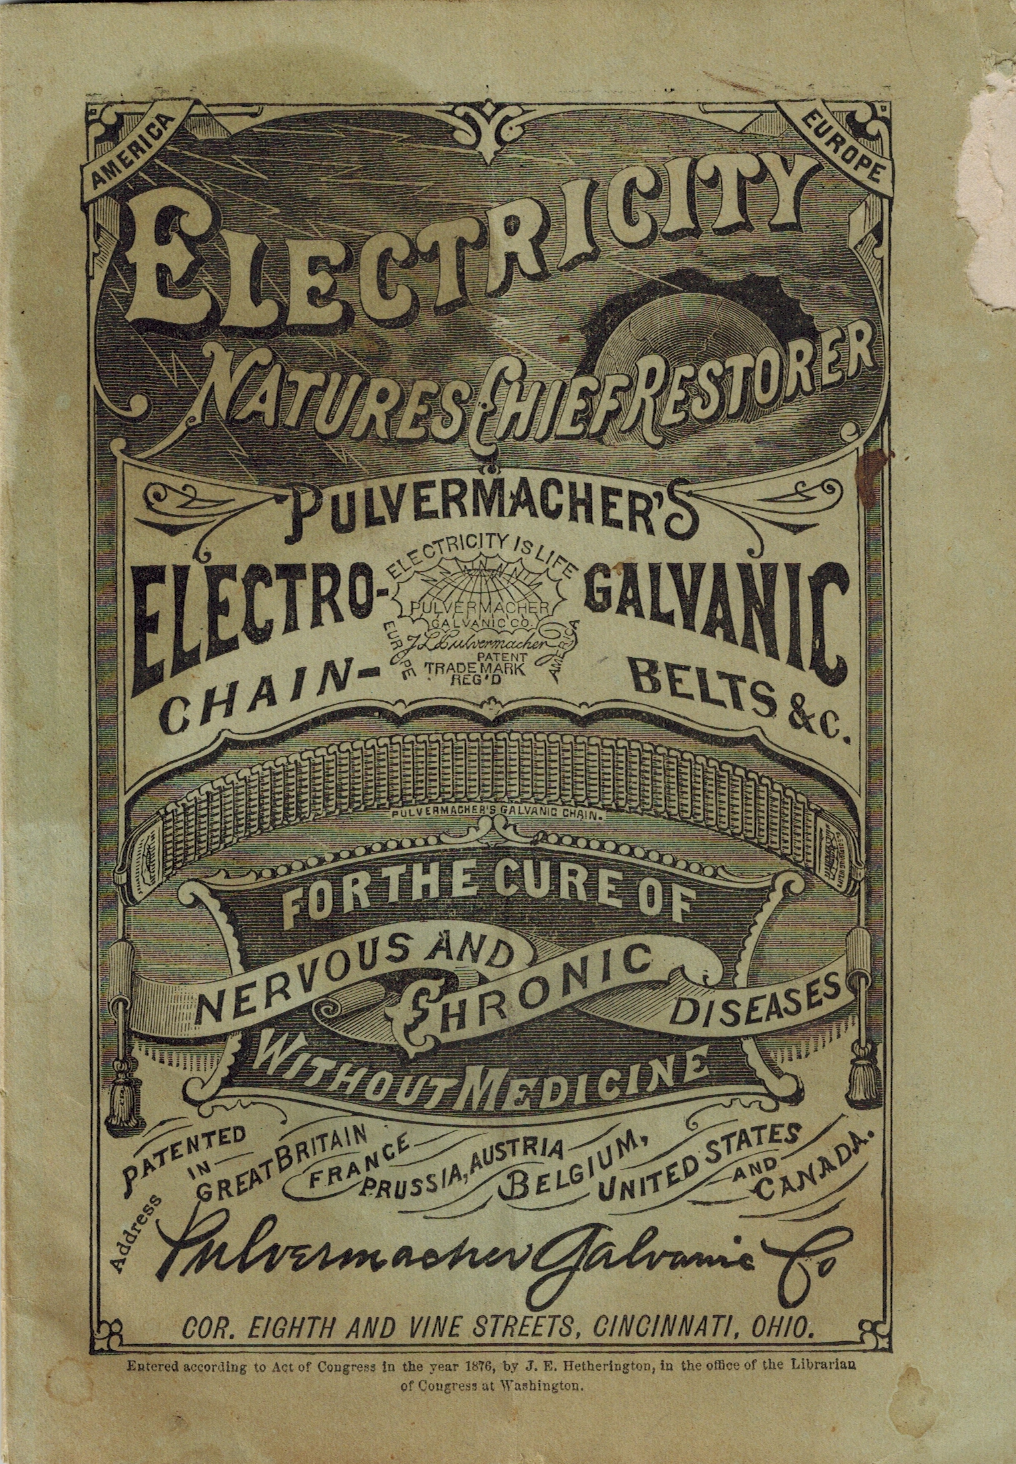 AMERICA
EUROPE
ELECTRICITY
NATURES CHIEF RESTORER
PULVERMACHER'S
ELECTRO-GALVANIC
CHAIN-BELTS &c.
ELECTRICITY IS LIFE
PULVERMACHER
GALVANIC CO.
EUROPE
AMERICA
J L Pulvermacher
PATENT
TRADE MARK
REG'D
PULVERMACHER'S GALVANIC CHAIN.
FOR THE CURE OF
NERVOUS AND
CHRONIC
DISEASES
WITHOUT MEDICINE
PATENTED
IN
GREAT BRITAIN
FRANCE
PRUSSIA, AUSTRIA
BELGIUM,
UNITED STATES
AND
CANADA.
Address
Pulvermacher Galvanic Co
COR. EIGHTH AND VINE STREETS, CINCINNATI, OHIO.
Entered according to Act of Congress in the year 1876, by J. E. Hetherington, in the office of the Librarian
of Congress at Washington.